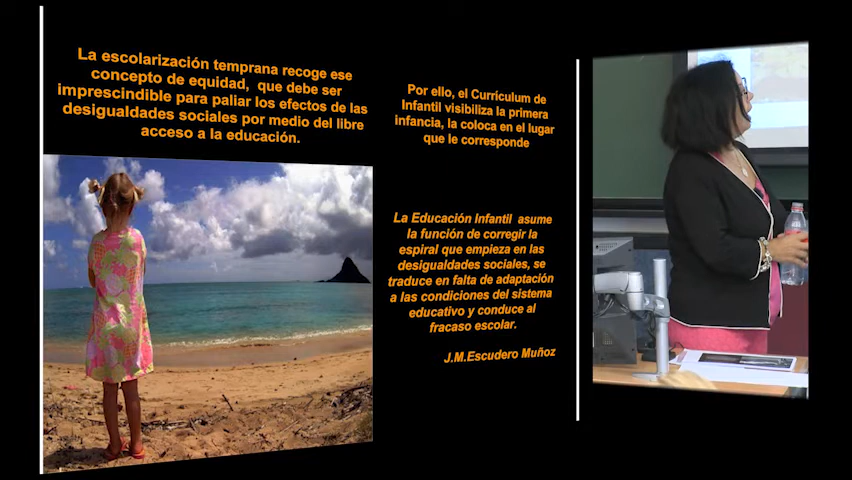 La escolarización temprana recoge ese
concepto de equidad, que debe ser
imprescindible para paliar los efectos de las
desigualdades sociales por medio del libre
acceso a la educación.
Por ello, el Curriculum de
Infantil visibiliza la primera
infancia, la coloca en el lugar
que le corresponde
La Educación Infantil asume
la función de corregir la
espiral que empieza en las
desigualdades sociales, se
traduce en falta de adaptación
a las condiciones del sistema
educativo y conduce al
fracaso escolar.
J.M.Escudero Muñoz